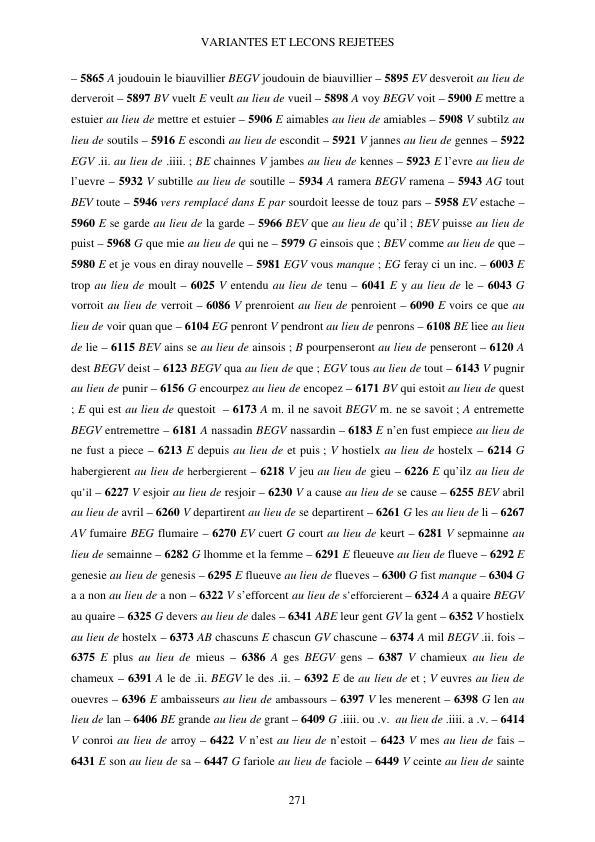 VARIANTES ET LECONS REJETEES
– 5865 A joudouin le biauvillier BEGV joudouin de biauvillier – 5895 EV desveroit au lieu de
derveroit – 5897 BV vuelt E veult au lieu de vueil – 5898 A voy BEGV voit – 5900 E mettre a
estuier au lieu de mettre et estuier – 5906 E aimables au lieu de amiables – 5908 V subtilz au
lieu de soutils – 5916 E escondi au lieu de escondit – 5921 V jannes au lieu de gennes – 5922
EGV .ii. au lieu de .iiii. ; BE chainnes V jambes au lieu de kennes – 5923 E l’evre au lieu de
l’uevre – 5932 V subtille au lieu de soutille – 5934 A ramera BEGV ramena – 5943 AG tout
BEV toute – 5946 vers remplacé dans E par sourdoit leesse de touz pars – 5958 EV estache –
5960 E se garde au lieu de la garde – 5966 BEV que au lieu de qu’il ; BEV puisse au lieu de
puist – 5968 G que mie au lieu de qui ne – 5979 G einsois que ; BEV comme au lieu de que –
5980 E et je vous en diray nouvelle – 5981 EGV vous manque ; EG feray ci un inc. – 6003 E
trop au lieu de moult – 6025 V entendu au lieu de tenu – 6041 E y au lieu de le – 6043 G
vorroit au lieu de verroit – 6086 V prenroient au lieu de penroient – 6090 E voirs ce que au
lieu de voir quan que – 6104 EG penront V pendront au lieu de penrons – 6108 BE liee au lieu
de lie – 6115 BEV ains se au lieu de ainsois ; B pourpenseront au lieu de penseront – 6120 A
dest BEGV deist – 6123 BEGV qua au lieu de que ; EGV tous au lieu de tout – 6143 V pugnir
au lieu de punir – 6156 G encourpez au lieu de encopez – 6171 BV qui estoit au lieu de quest
; E qui est au lieu de questoit – 6173 A m. il ne savoit BEGV m. ne se savoit ; A entremette
BEGV entremettre – 6181 A nassadin BEGV nassardin – 6183 E n’en fust empiece au lieu de
ne fust a piece – 6213 E depuis au lieu de et puis ; V hostielx au lieu de hostelx – 6214 G
habergierent au lieu de herbergierent – 6218 V jeu au lieu de gieu – 6226 E qu’ilz au lieu de
qu’il – 6227 V esjoir au lieu de resjoir – 6230 V a cause au lieu de se cause – 6255 BEV abril
au lieu de avril – 6260 V departirent au lieu de se departirent – 6261 G les au lieu de li – 6267
AV fumaire BEG flumaire – 6270 EV cuert G court au lieu de keurt – 6281 V sepmainne au
lieu de semainne – 6282 G lhomme et la femme – 6291 E fleueuve au lieu de flueve – 6292 E
genesie au lieu de genesis – 6295 E flueuve au lieu de flueves – 6300 G fist manque – 6304 G
a a non au lieu de a non – 6322 V s’efforcent au lieu de s’efforcierent – 6324 A a quaire BEGV
au quaire – 6325 G devers au lieu de dales – 6341 ABE leur gent GV la gent – 6352 V hostielx
au lieu de hostelx – 6373 AB chascuns E chascun GV chascune – 6374 A mil BEGV .ii. fois –
6375 E plus au lieu de mieus – 6386 A ges BEGV gens – 6387 V chamieux au lieu de
chameux – 6391 A le de .ii. BEGV le des .ii. – 6392 E de au lieu de et ; V euvres au lieu de
ouevres – 6396 E ambaisseurs au lieu de ambassours – 6397 V les menerent – 6398 G len au
lieu de lan – 6406 BE grande au lieu de grant – 6409 G .iiii. ou .v. au lieu de .iiii. a .v. – 6414
V conroi au lieu de arroy – 6422 V n’est au lieu de n’estoit – 6423 V mes au lieu de fais –
6431 E son au lieu de sa – 6447 G fariole au lieu de faciole – 6449 V ceinte au lieu de sainte
271